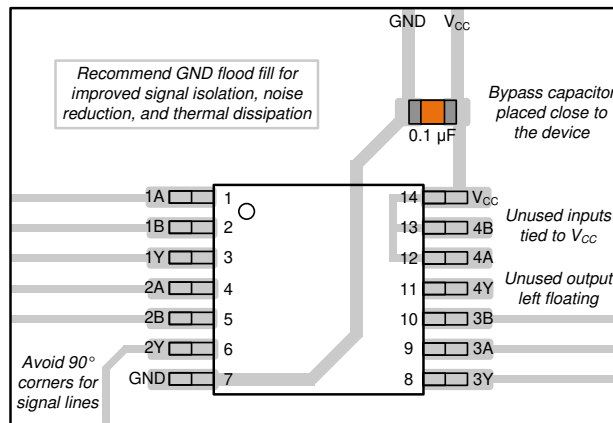 GND VCC
Recommend GND flood fill for
improved signal isolation, noise
reduction, and thermal dissipation
Bypass capacitor
placed close to
the device
0.1 µF
1A 1 14 VCC
1B 2 13 4B
1Y 3 12 4A
2A 4 11 4Y
2B 5 10 3B
2Y 6 9 3A
GND 7 8 3Y
Unused inputs
tied to VCC
Unused output
left floating
Avoid 90°
corners for
signal lines